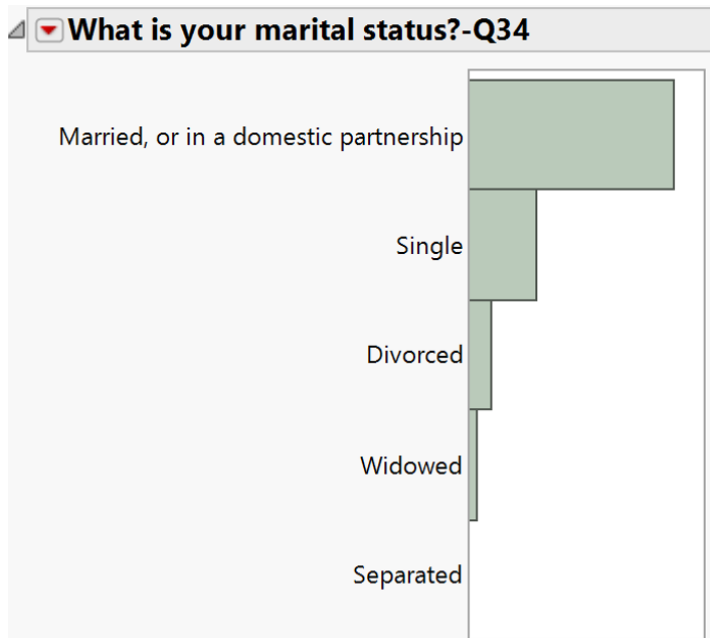 What is your marital status?-Q34
Married, or in a domestic partnership
Single
Divorced
Widowed
Separated